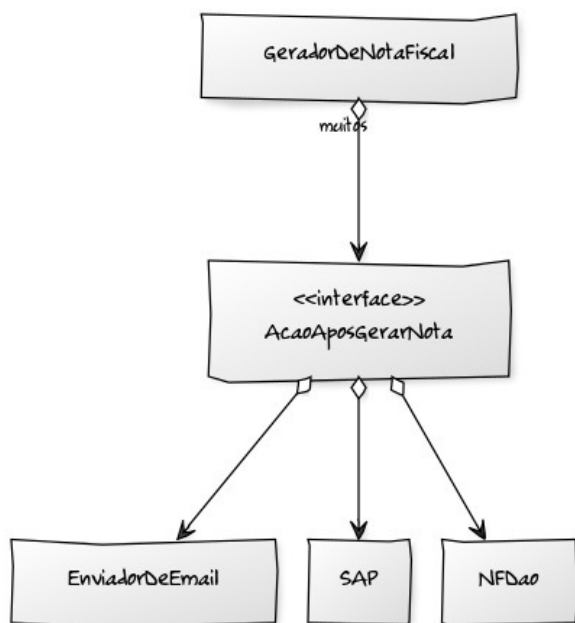 GeradorDeNotaFiscal
muitos
<<interface>>
AcaoAposGerarNota
EnviadorDeEmail
SAP
NFDao